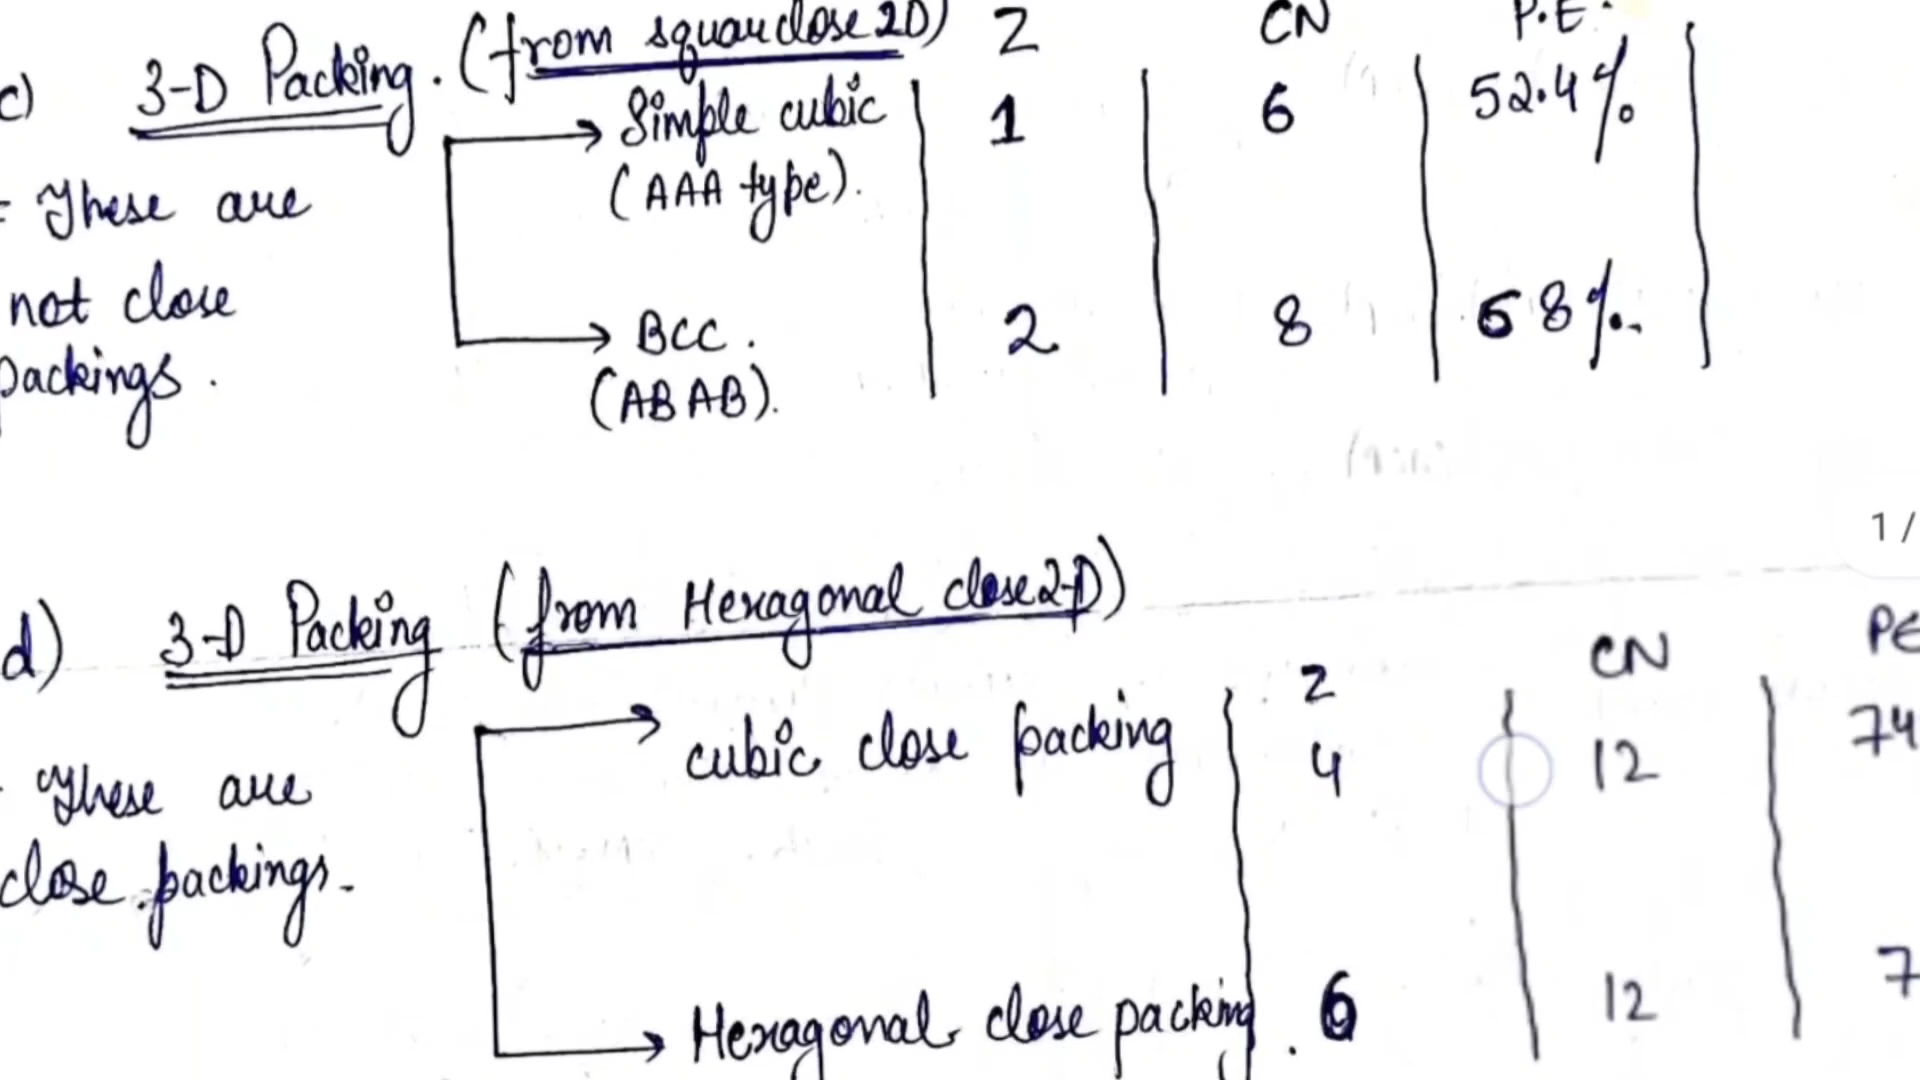 c) 3-D Packing. (from square close 2D) Z CN P.E.
Simple cubic 1 6 52.4%
(AAA type).
= These are
not close
BCC. 2 8 68%.
packings.
(ABAB).
1 /
d) 3-D Packing (from Hexagonal close 2-D)
Z CN PE
cubic close packing 4 12 74
- These are
close packings.
Hexagonal close packing. 6 12 7